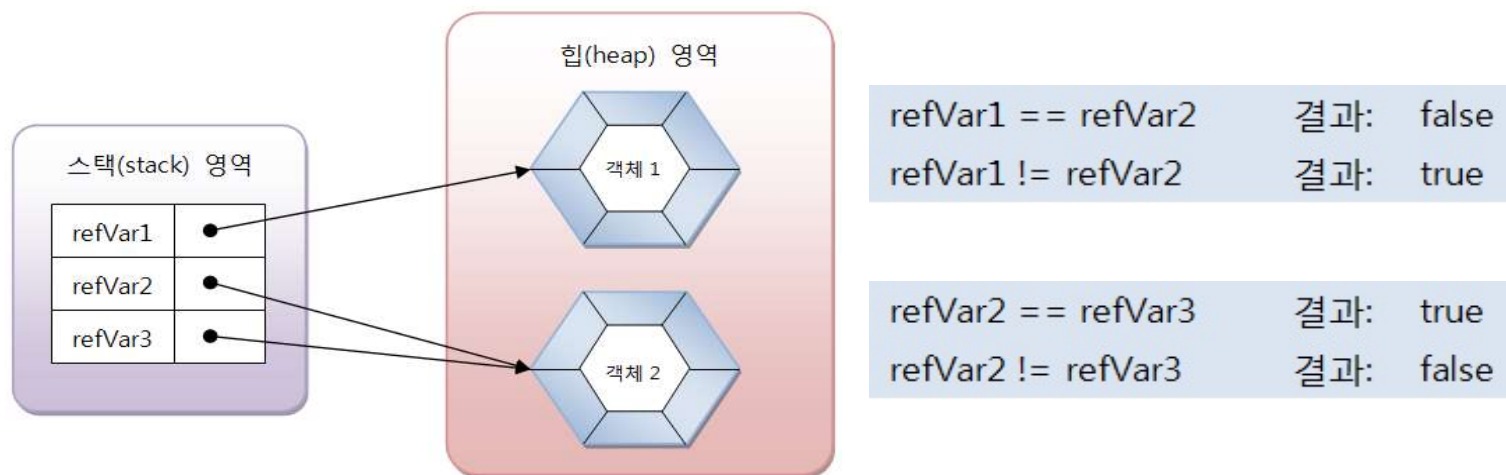 힙(heap) 영역
객체 1
객체 2
스택(stack) 영역
refVar1
refVar2
refVar3
refVar1 == refVar2 결과: false
refVar1 != refVar2 결과: true
refVar2 == refVar3 결과: true
refVar2 != refVar3 결과: false